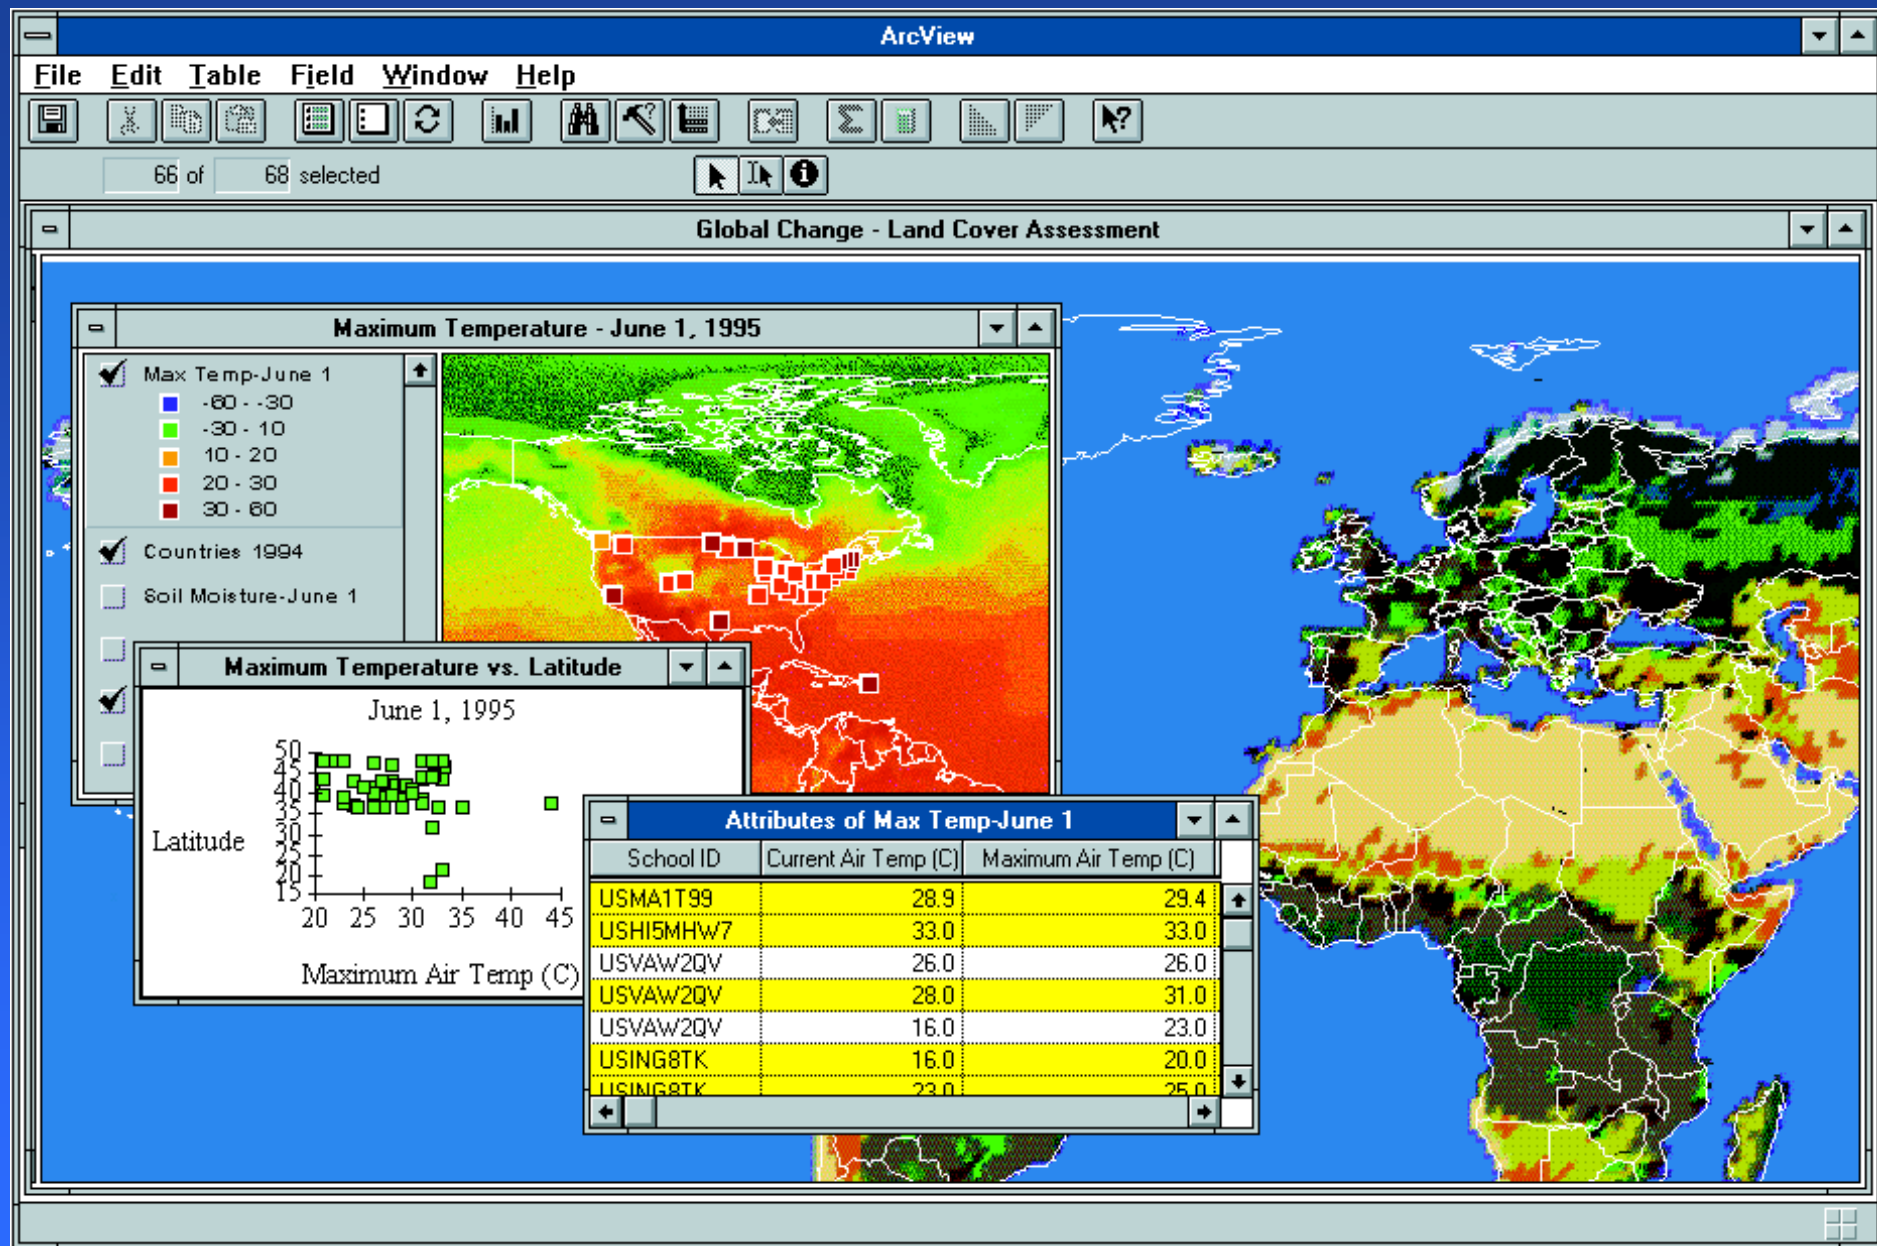 ArcView
File Edit Table Field Window Help
66 of 68 selected
Global Change - Land Cover Assessment
Maximum Temperature - June 1, 1995
Max Temp-June 1
-60 - -30
-30 - 10
10 - 20
20 - 30
30 - 60
Countries 1994
Soil Moisture-June 1
Maximum Temperature vs. Latitude
June 1, 1995
50
45
40
35
30
25
20
15
Latitude
20 25 30 35 40 45
Maximum Air Temp (C)
Attributes of Max Temp-June 1
School ID Current Air Temp (C) Maximum Air Temp (C)
USMA1T99 28.9 29.4
USHI5MHW7 33.0 33.0
USVAW2QV 26.0 26.0
USVAW2QV 28.0 31.0
USVAW2QV 16.0 23.0
USING8TK 16.0 20.0
USING8TK 23.0 25.0